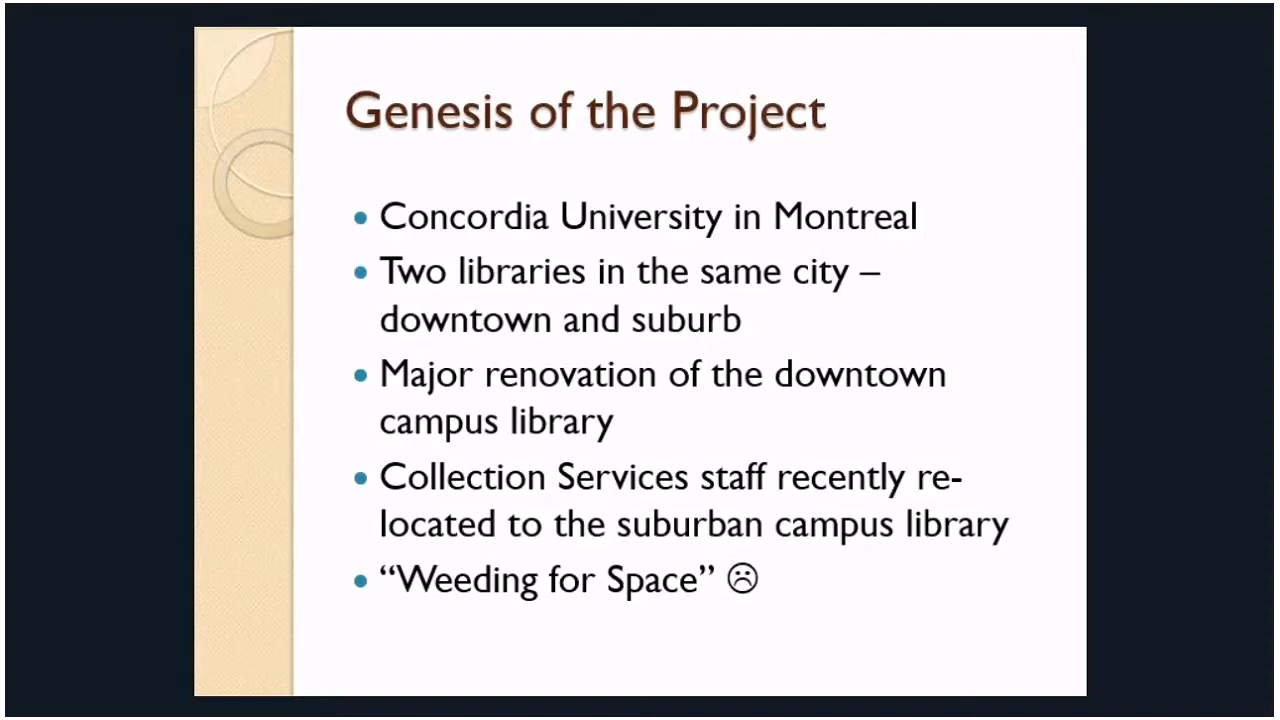 Genesis of the Project
• Concordia University in Montreal
• Two libraries in the same city –
downtown and suburb
• Major renovation of the downtown
campus library
• Collection Services staff recently re-
located to the suburban campus library
• “Weeding for Space” ☹